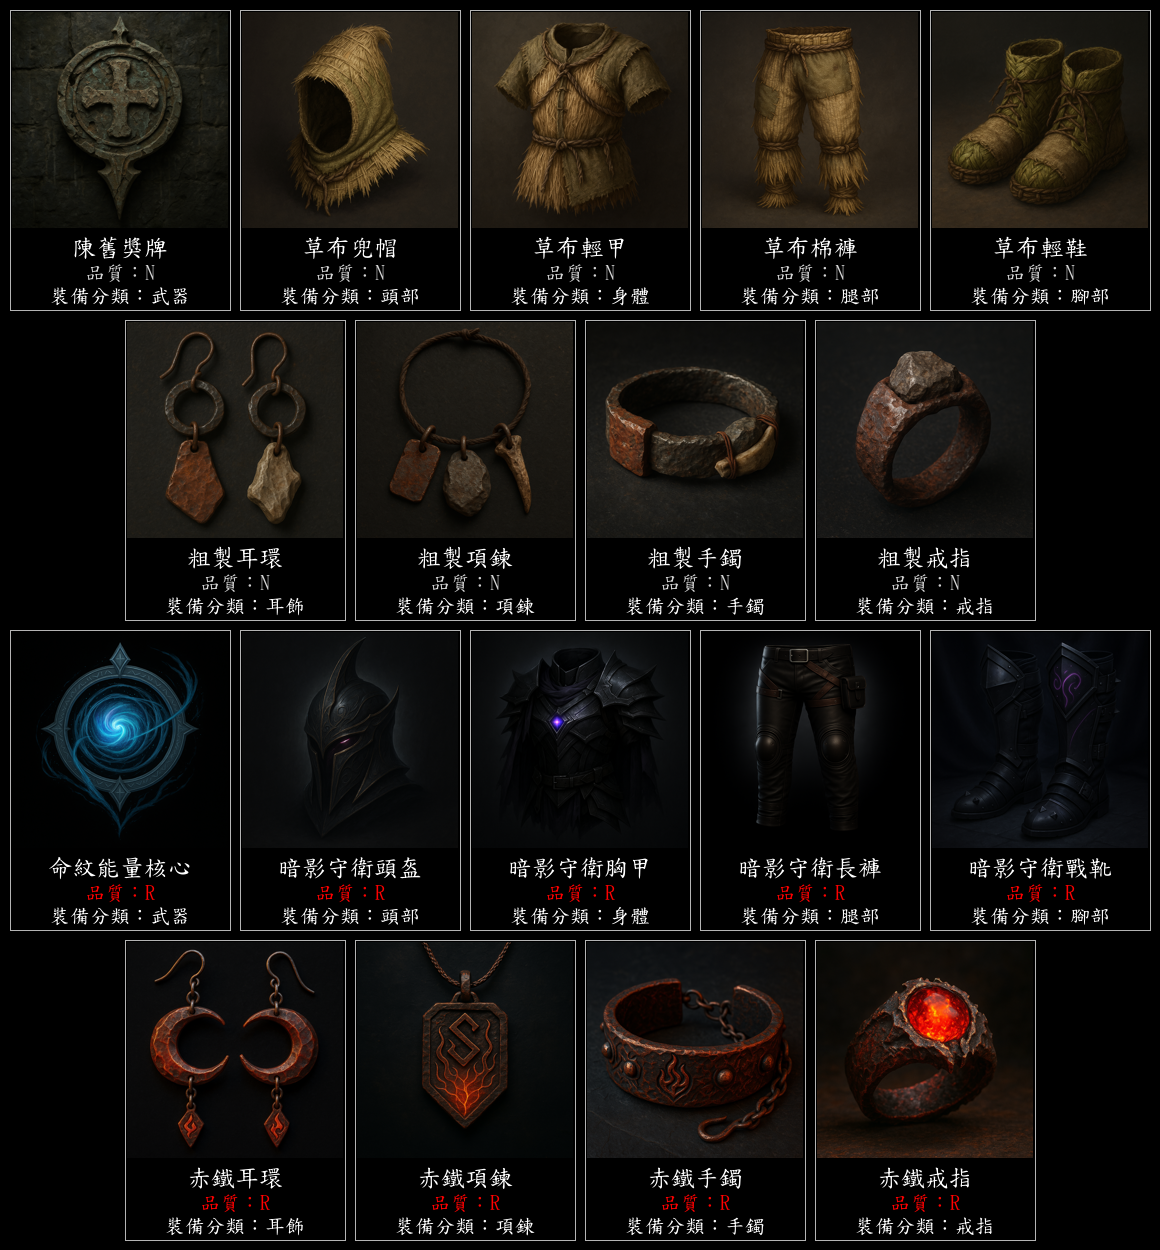 陳舊獎牌
品質：N
裝備分類：武器
草布兜帽
品質：N
裝備分類：頭部
草布輕甲
品質：N
裝備分類：身體
草布棉褲
品質：N
裝備分類：腿部
草布輕鞋
品質：N
裝備分類：腳部
粗製耳環
品質：N
裝備分類：耳飾
粗製項鍊
品質：N
裝備分類：項鍊
粗製手鐲
品質：N
裝備分類：手鐲
粗製戒指
品質：N
裝備分類：戒指
命紋能量核心
品質：R
裝備分類：武器
暗影守衛頭盔
品質：R
裝備分類：頭部
暗影守衛胸甲
品質：R
裝備分類：身體
暗影守衛長褲
品質：R
裝備分類：腿部
暗影守衛戰靴
品質：R
裝備分類：腳部
赤鐵耳環
品質：R
裝備分類：耳飾
赤鐵項鍊
品質：R
裝備分類：項鍊
赤鐵手鐲
品質：R
裝備分類：手鐲
赤鐵戒指
品質：R
裝備分類：戒指